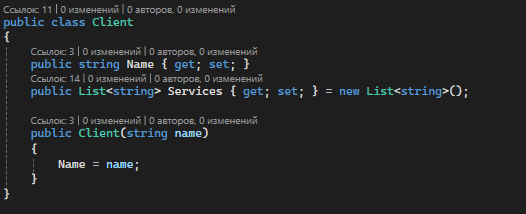 Ссылок: 11 | 0 изменений | 0 авторов, 0 изменений
public class Client
{
Ссылок: 3 | 0 изменений | 0 авторов, 0 изменений
public string Name { get; set; }
Ссылок: 14 | 0 изменений | 0 авторов, 0 изменений
public List<string> Services { get; set; } = new List<string>();
Ссылок: 3 | 0 изменений | 0 авторов, 0 изменений
public Client(string name)
{
Name = name;
}
}